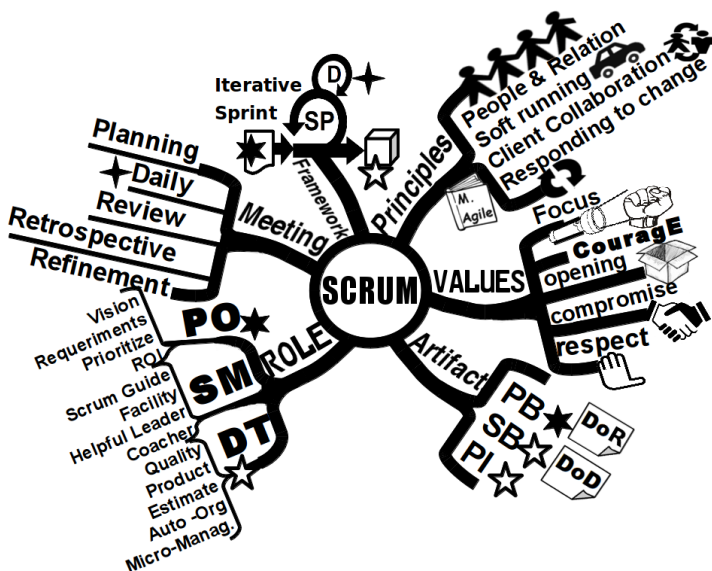 SCRUM
Framework
Iterative
Sprint
D
SP
Principles
M.
Agile
People & Relation
Soft running
Client Collaboration
Responding to change
VALUES
Focus
CouragE
opening
compromise
respect
Artifact
PB
SB
PI
DoR
DoD
ROLE
PO
Vision
Requeriments
Prioritize
ROI
SM
Scrum Guide
Facility
Helpful Leader
Coacher
DT
Quality
Product
Estimate
Auto -Org
Micro-Manag.
Meeting
Planning
Daily
Review
Retrospective
Refinement